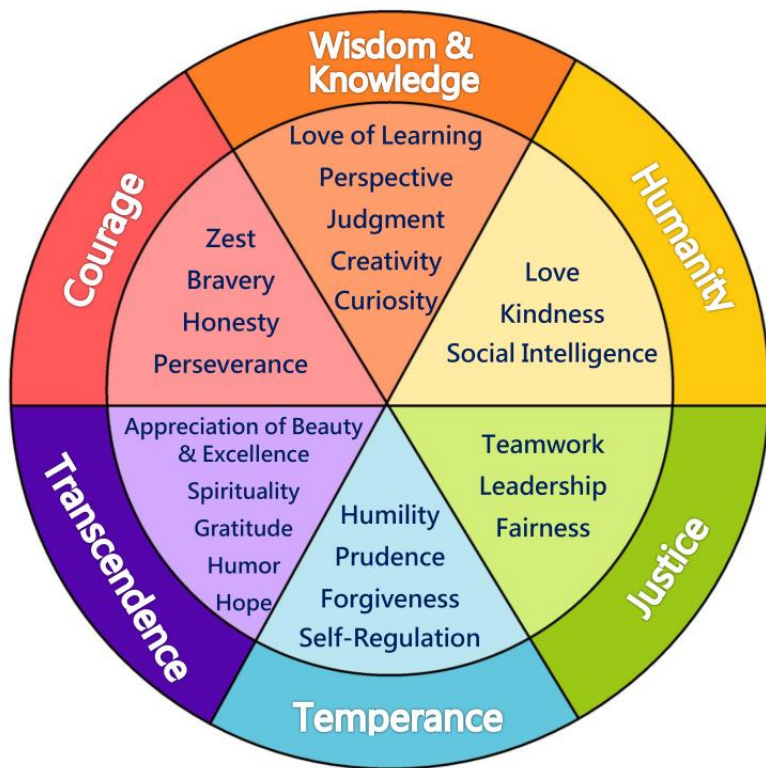 Wisdom &
Knowledge
Love of Learning
Perspective
Judgment
Creativity
Curiosity
Humanity
Love
Kindness
Social Intelligence
Justice
Teamwork
Leadership
Fairness
Temperance
Humility
Prudence
Forgiveness
Self-Regulation
Transcendence
Appreciation of Beauty
& Excellence
Spirituality
Gratitude
Humor
Hope
Courage
Zest
Bravery
Honesty
Perseverance